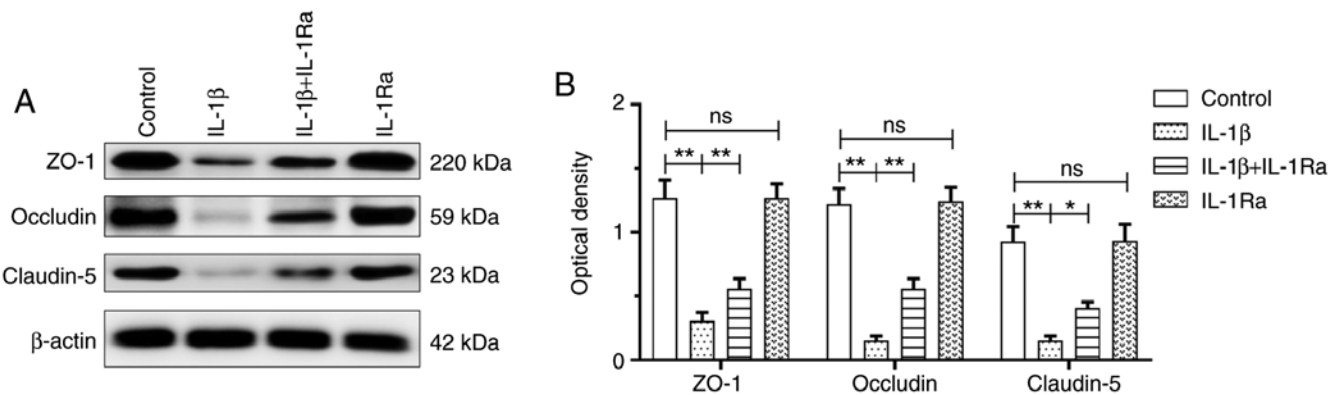 A
Control
IL-1β
IL-1β+IL-1Ra
IL-1Ra
ZO-1
220 kDa
Occludin
59 kDa
Claudin-5
23 kDa
β-actin
42 kDa
B
Optical density
2
1
0
ns
** **
ns
** **
ns
** *
ZO-1
Occludin
Claudin-5
Control
IL-1β
IL-1β+IL-1Ra
IL-1Ra